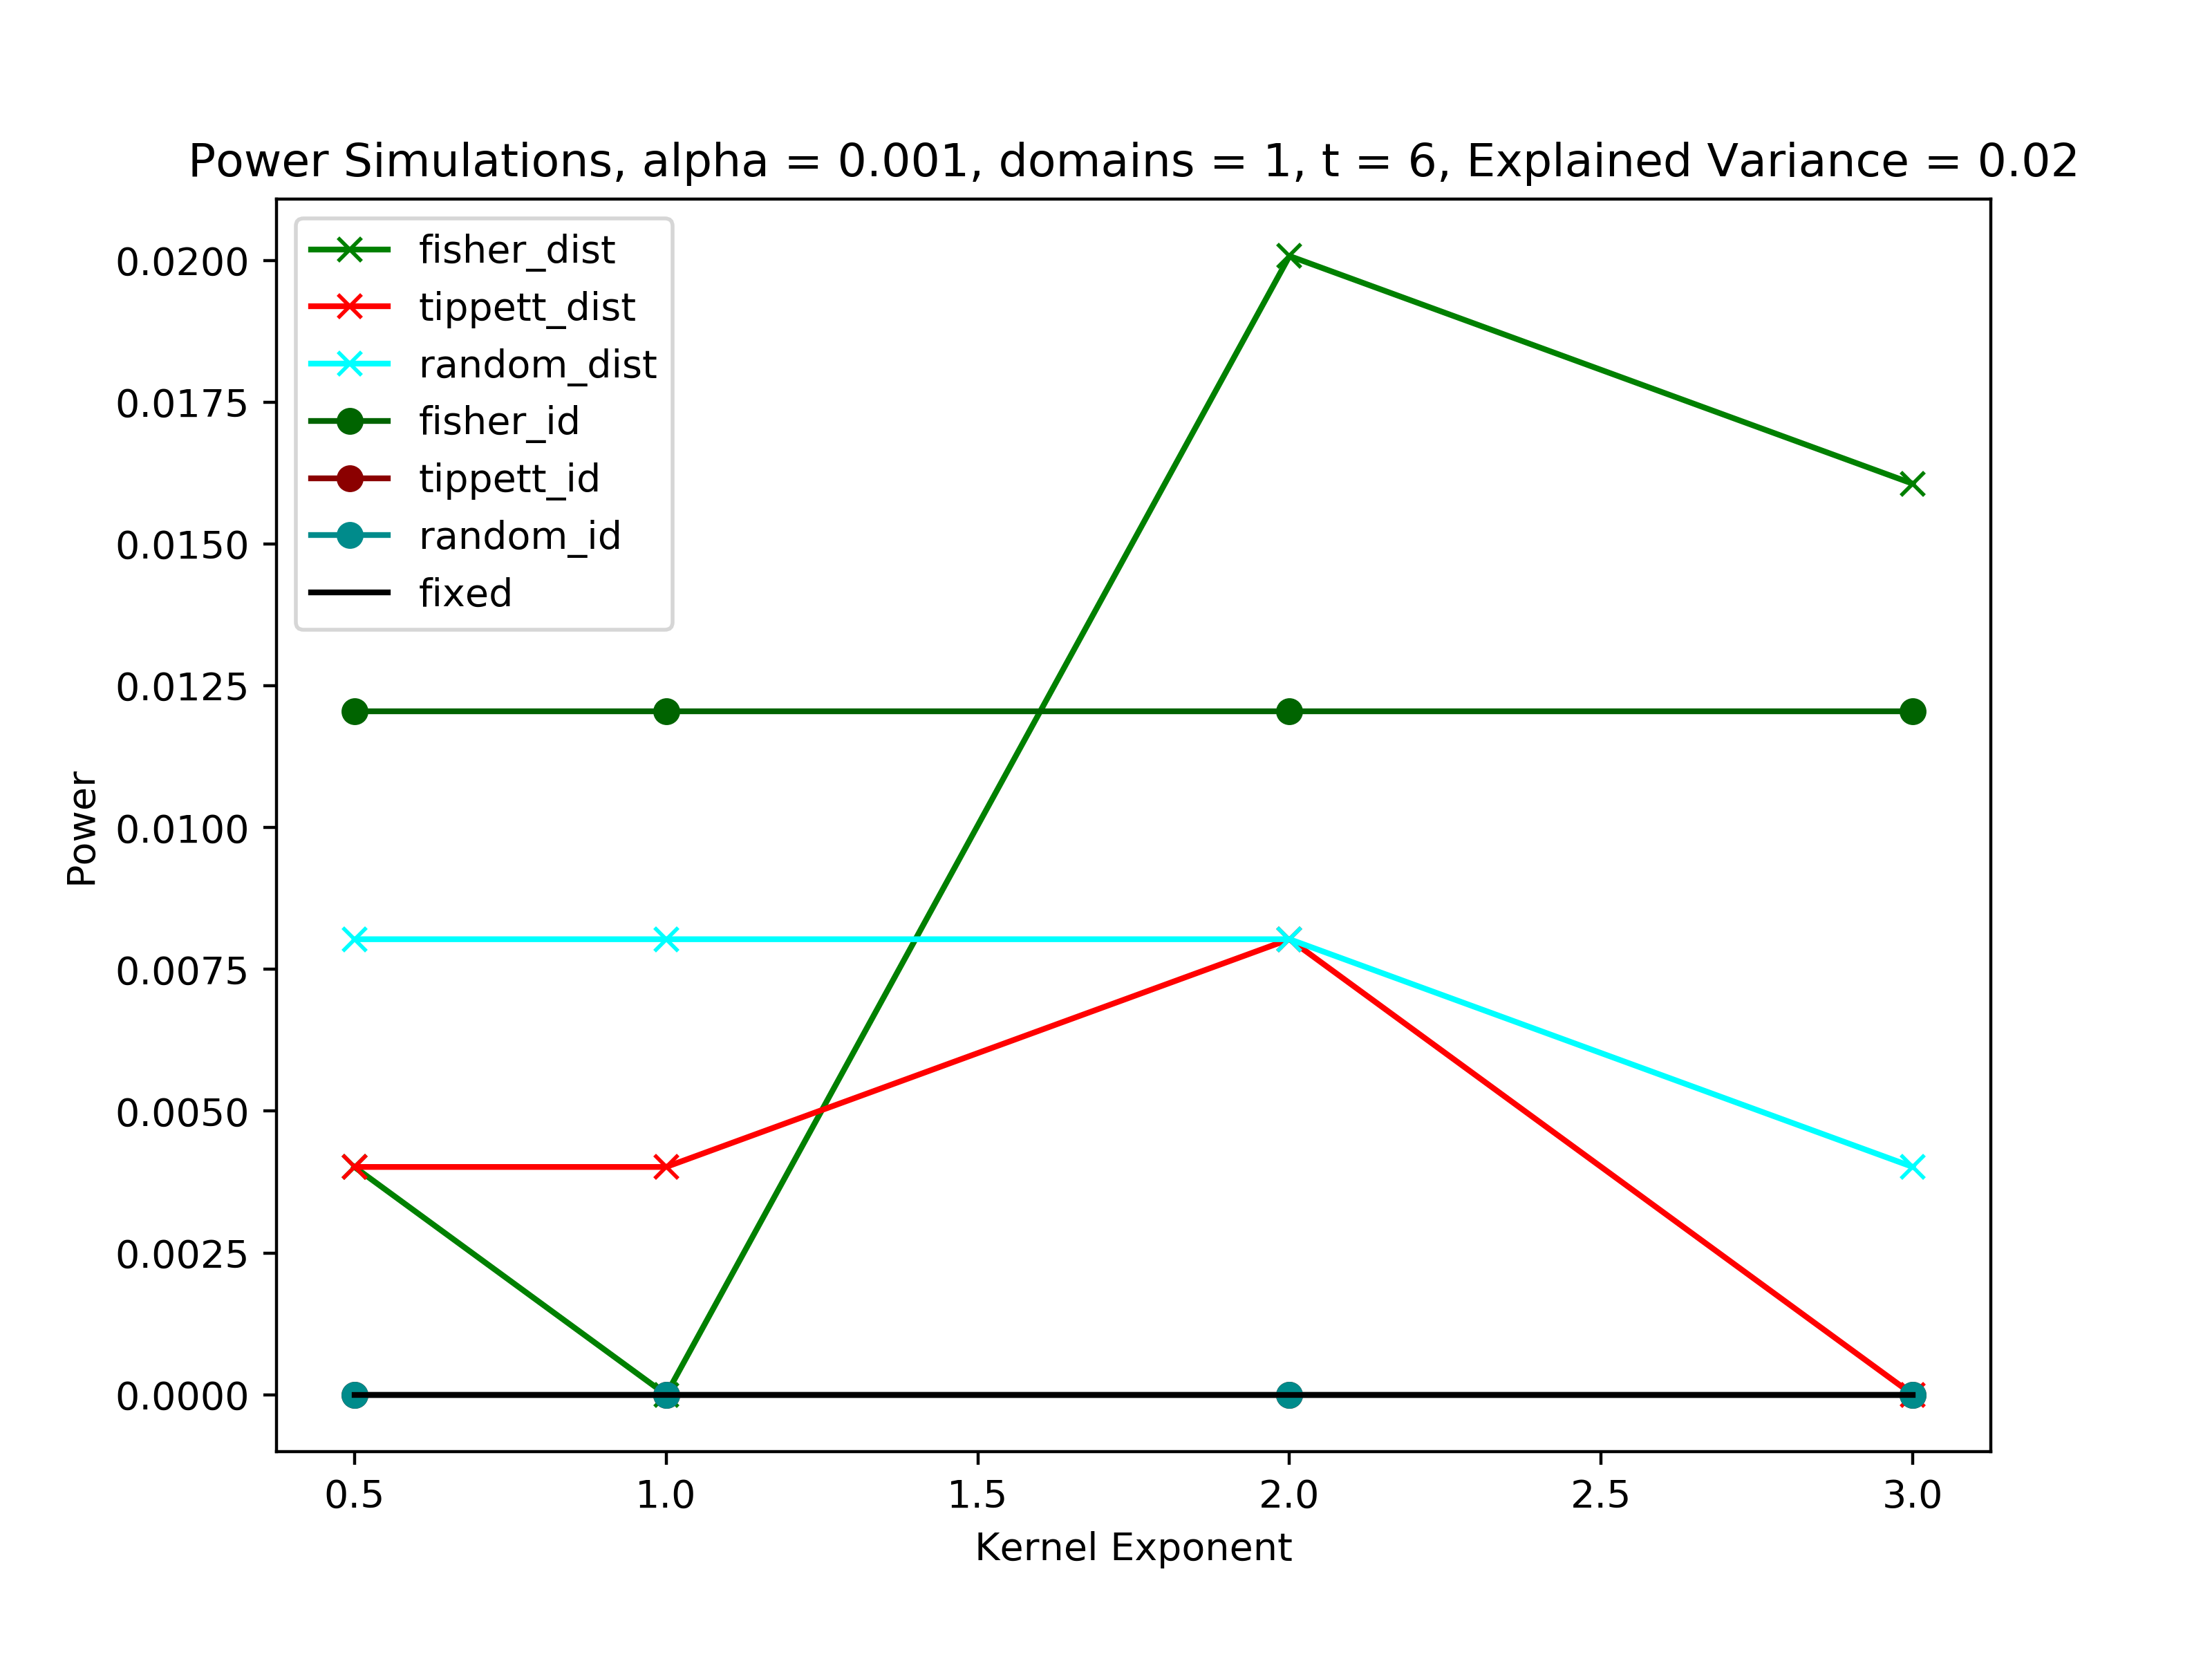 Power Simulations, alpha = 0.001, domains = 1, t = 6, Explained Variance = 0.02
fisher_dist
tippett_dist
random_dist
fisher_id
tippett_id
random_id
fixed
0.0200
0.0175
0.0150
0.0125
0.0100
0.0075
0.0050
0.0025
0.0000
Power
0.5 1.0 1.5 2.0 2.5 3.0
Kernel Exponent